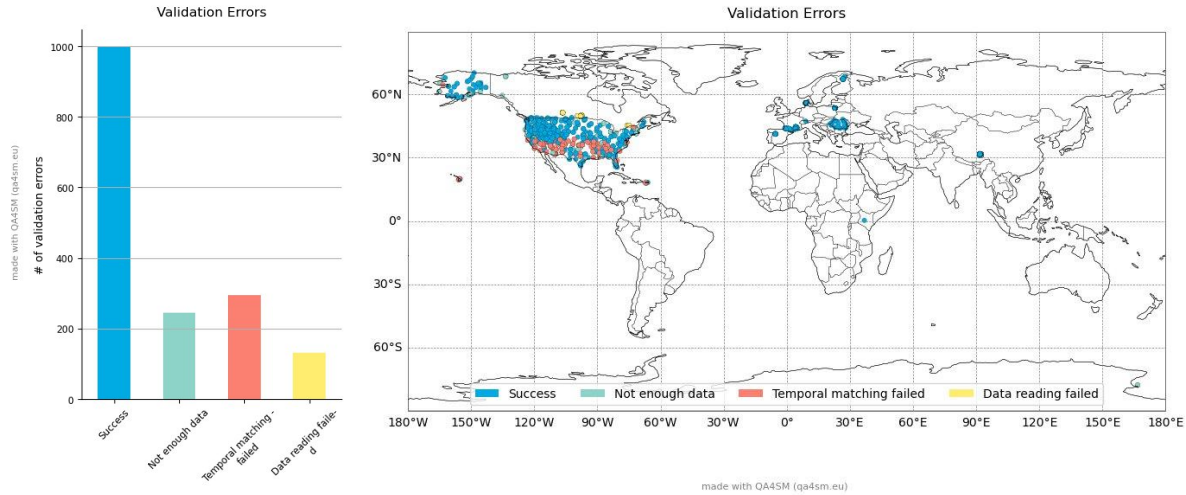 Validation Errors
made with QA4SM (qa4sm.eu)
# of validation errors
1000
800
600
400
200
0
Success
Not enough data
Temporal matching -
failed
Data reading faile-
d
Validation Errors
60°N
30°N
0°
30°S
60°S
Success Not enough data Temporal matching failed Data reading failed
180°W 150°W 120°W 90°W 60°W 30°W 0° 30°E 60°E 90°E 120°E 150°E 180°E
made with QA4SM (qa4sm.eu)